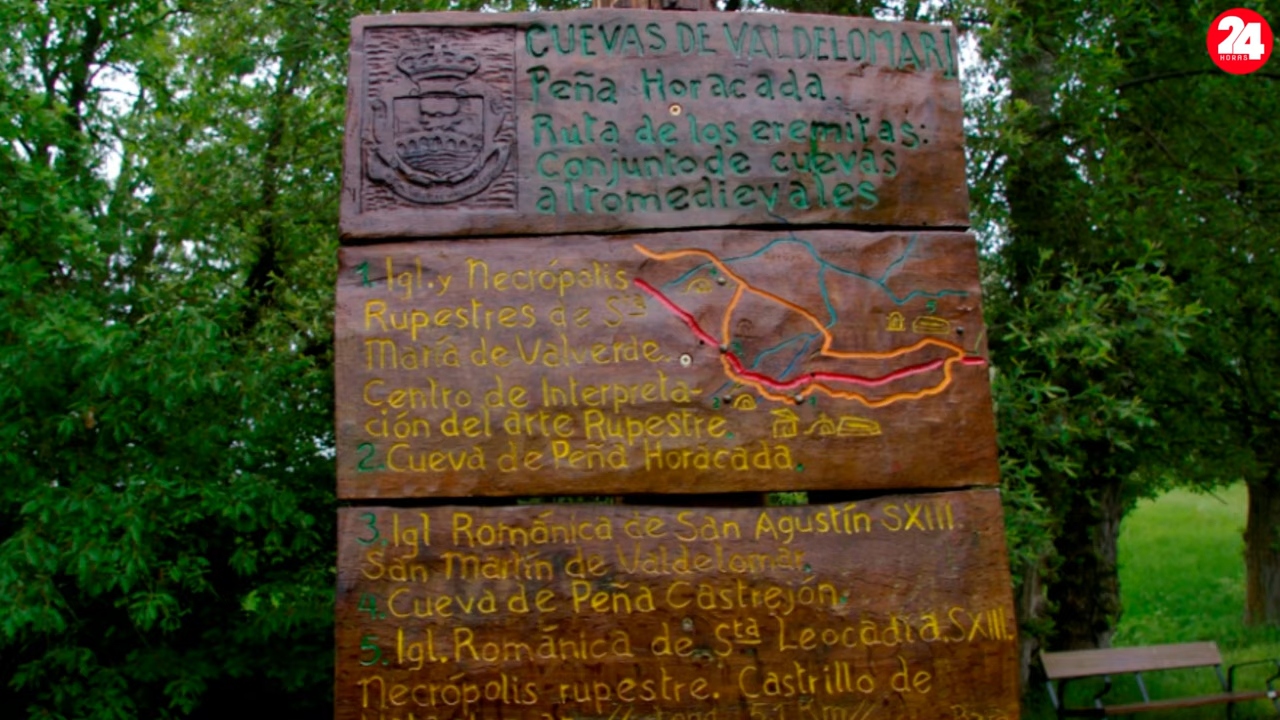 24
HORAS
CUEVAS DE VALDELOMAR I
Peña Horacada.
Ruta de los eremitas:
Conjunto de cuevas
altomedievales
1. Igl. y Necrópolis
Rupestres de Sta
María de Valverde.
Centro de Interpreta-
ción del arte Rupestre.
2. Cueva de Peña Horacada.
3. Igl Románica de San Agustín SXIII.
San Martín de Valdelomar.
4. Cueva de Peña Castrejón.
5. Igl. Románica de Sta Leocadia. SXIII.
Necrópolis rupestre. Castrillo de